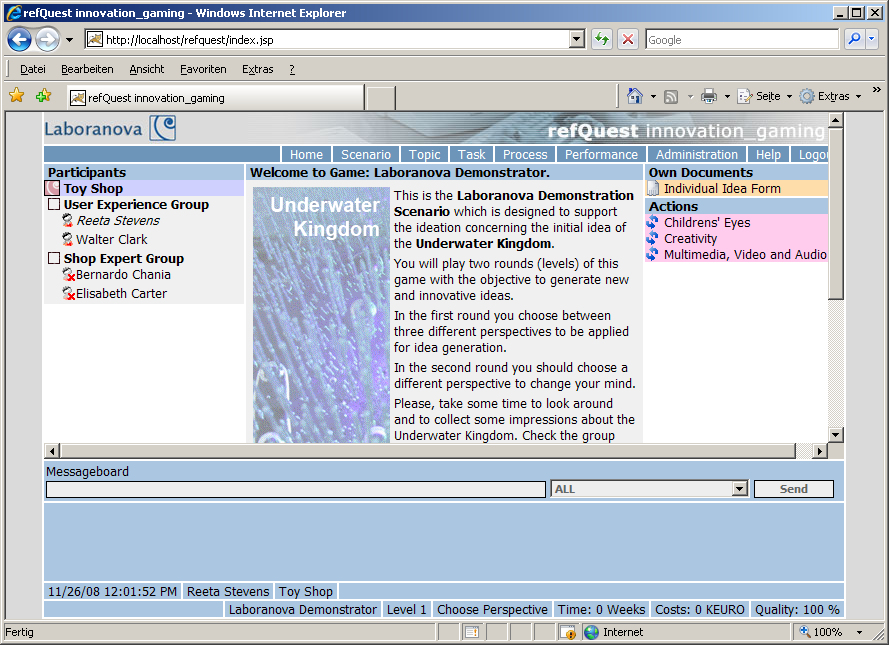 refQuest innovation_gaming - Windows Internet Explorer
http://localhost/refquest/index.jsp
Google
Datei Bearbeiten Ansicht Favoriten Extras ?
refQuest innovation_gaming
Seite Extras »
Laboranova
refQuest innovation_gaming
Home Scenario Topic Task Process Performance Administration Help Logou
Participants
Toy Shop
User Experience Group
Reeta Stevens
Walter Clark
Shop Expert Group
Bernardo Chania
Elisabeth Carter
Welcome to Game: Laboranova Demonstrator.
Underwater
Kingdom
This is the Laboranova Demonstration
Scenario which is designed to support
the ideation concerning the initial idea of
the Underwater Kingdom.
You will play two rounds (levels) of this
game with the objective to generate new
and innovative ideas.
In the first round you choose between
three different perspectives to be applied
for idea generation.
In the second round you should choose a
different perspective to change your mind.
Please, take some time to look around
and to collect some impressions about the
Underwater Kingdom. Check the group
Own Documents
Individual Idea Form
Actions
Childrens' Eyes
Creativity
Multimedia, Video and Audio
Messageboard
ALL
Send
11/26/08 12:01:52 PM Reeta Stevens Toy Shop
Laboranova Demonstrator Level 1 Choose Perspective Time: 0 Weeks Costs: 0 KEURO Quality: 100 %
Fertig Internet 100%